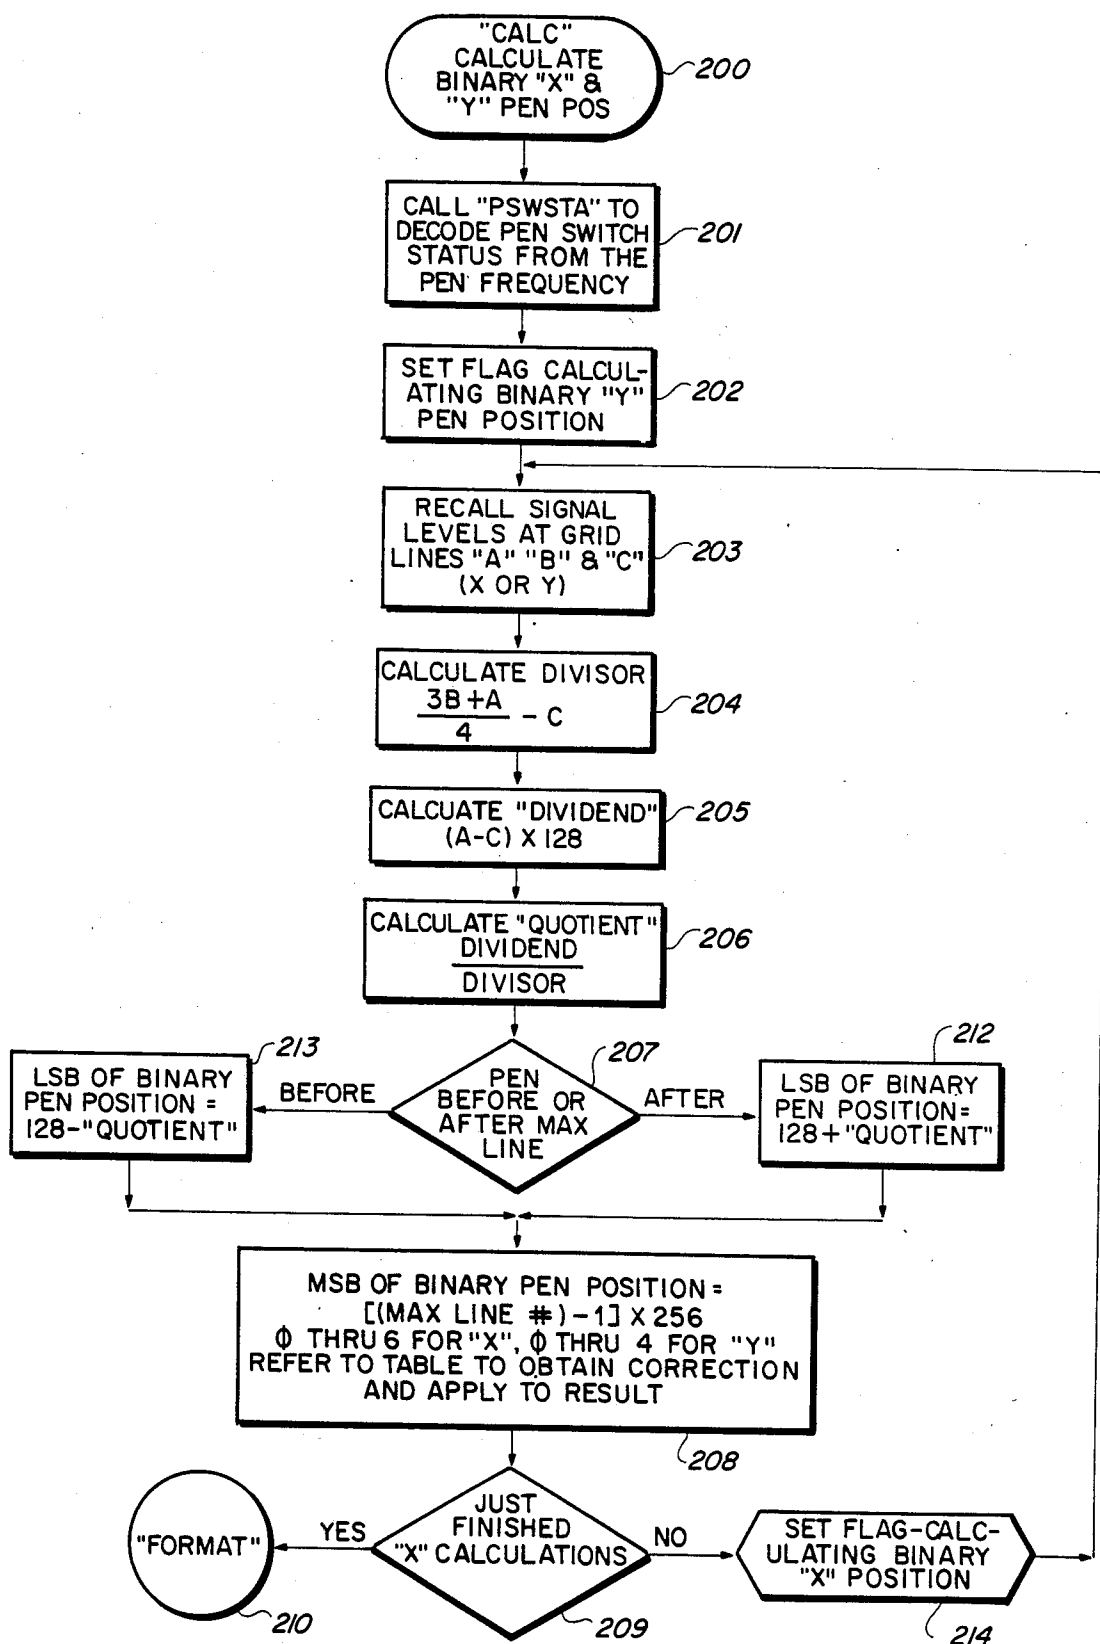 "CALC"
CALCULATE
BINARY "X" &
"Y" PEN POS
200
CALL "PSWSTA" TO
DECODE PEN SWITCH
STATUS FROM THE
PEN FREQUENCY
201
SET FLAG CALCUL-
ATING BINARY "Y"
PEN POSITION
202
RECALL SIGNAL
LEVELS AT GRID
LINES "A" "B" & "C"
(X OR Y)
203
CALCULATE DIVISOR
3B+A
4
- C
204
CALCUATE "DIVIDEND"
(A-C) X 128
205
CALCULATE "QUOTIENT"
DIVIDEND
DIVISOR
206
213
LSB OF BINARY
PEN POSITION =
128-"QUOTIENT"
BEFORE
PEN
BEFORE OR
AFTER MAX
LINE
207
AFTER
212
LSB OF BINARY
PEN POSITION=
128+"QUOTIENT"
MSB OF BINARY PEN POSITION =
[(MAX LINE #)-1] X 256
ϕ THRU 6 FOR "X", ϕ THRU 4 FOR "Y"
REFER TO TABLE TO OBTAIN CORRECTION
AND APPLY TO RESULT
208
"FORMAT"
210
YES
JUST
FINISHED
"X" CALCULATIONS
209
NO
SET FLAG-CALC-
ULATING BINARY
"X" POSITION
214